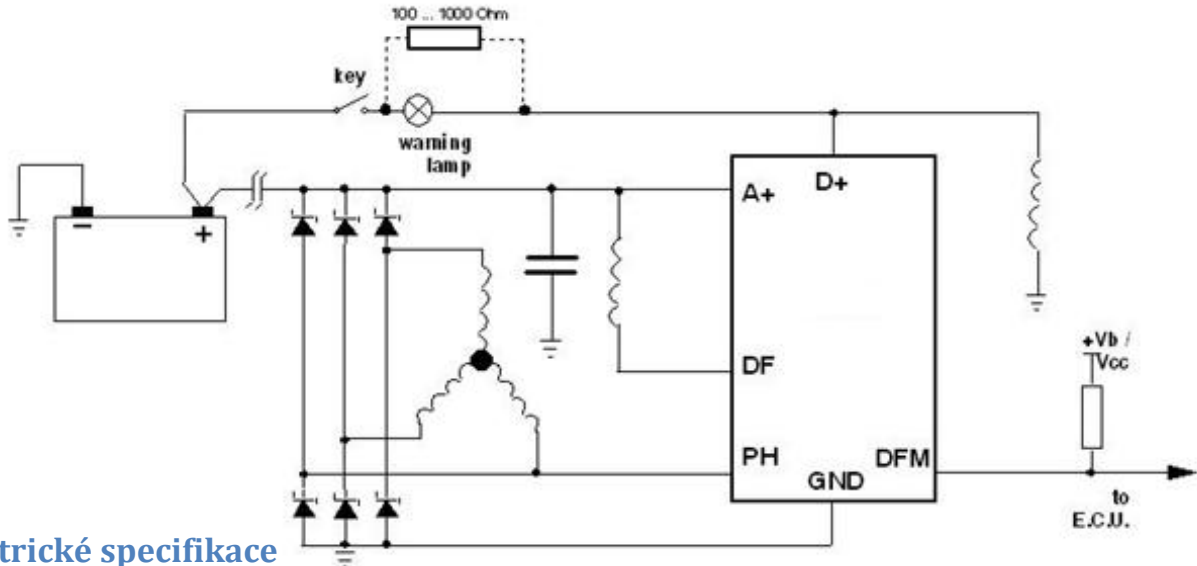 100 ... 1000 Ohm
key
warning
lamp
A+
D+
−
+
DF
+Vb /
Vcc
PH
DFM
GND
to
E.C.U.
trické specifikace